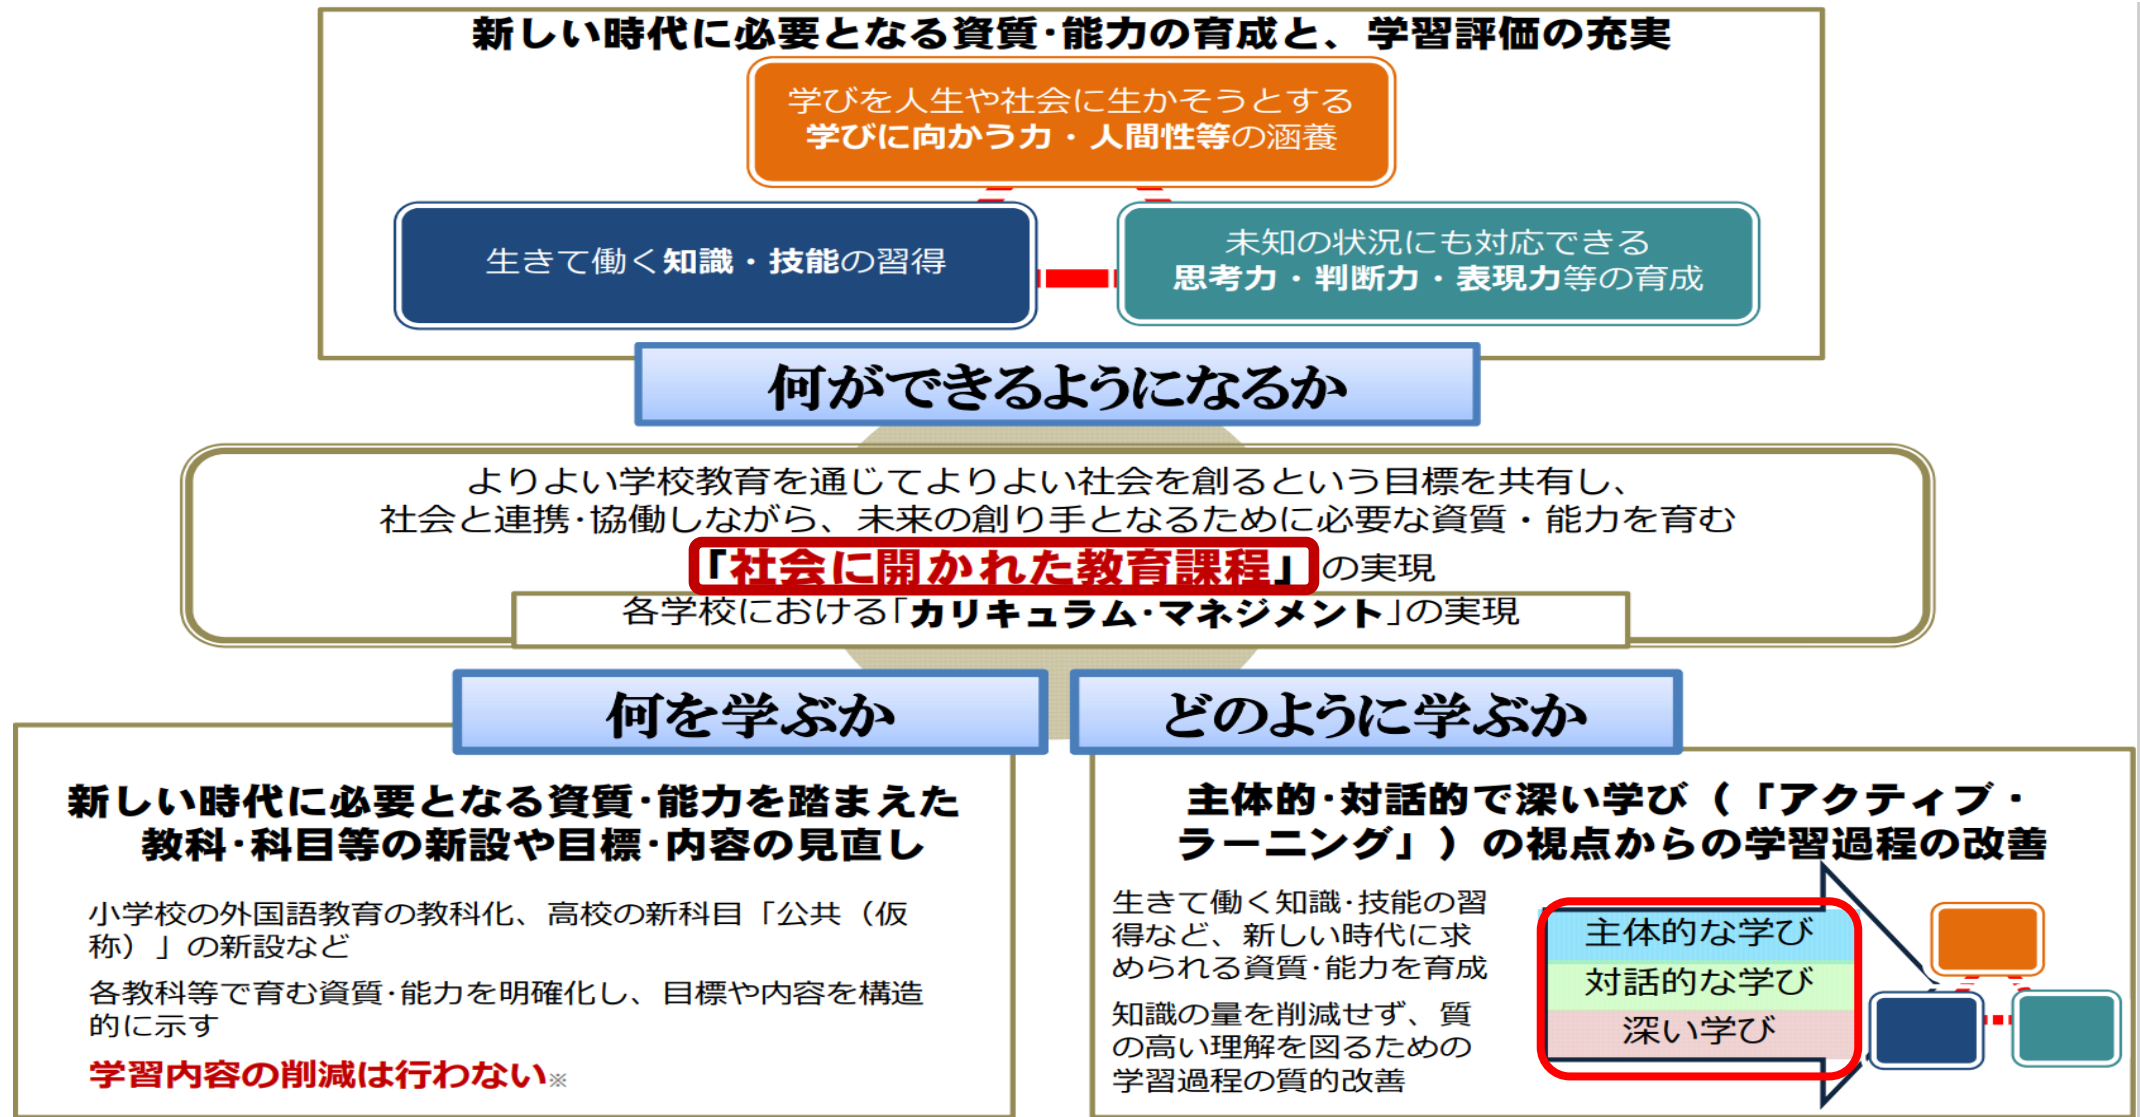 新しい時代に必要となる資質･能力の育成と、学習評価の充実
学びを人生や社会に生かそうとする
学びに向かう力・人間性等の涵養
生きて働く知識・技能の習得
未知の状況にも対応できる
思考力・判断力・表現力等の育成
何ができるようになるか
よりよい学校教育を通じてよりよい社会を創るという目標を共有し、
社会と連携･協働しながら、未来の創り手となるために必要な資質・能力を育む
「社会に開かれた教育課程」の実現
各学校における「カリキュラム･マネジメント」の実現
何を学ぶか
新しい時代に必要となる資質･能力を踏まえた
教科･科目等の新設や目標･内容の見直し
小学校の外国語教育の教科化、高校の新科目「公共（仮
称）」の新設など
各教科等で育む資質･能力を明確化し、目標や内容を構造
的に示す
学習内容の削減は行わない※
どのように学ぶか
主体的･対話的で深い学び（「アクティブ・
ラーニング」）の視点からの学習過程の改善
生きて働く知識･技能の習
得など、新しい時代に求
められる資質･能力を育成
知識の量を削減せず、質
の高い理解を図るための
学習過程の質的改善
主体的な学び
対話的な学び
深い学び